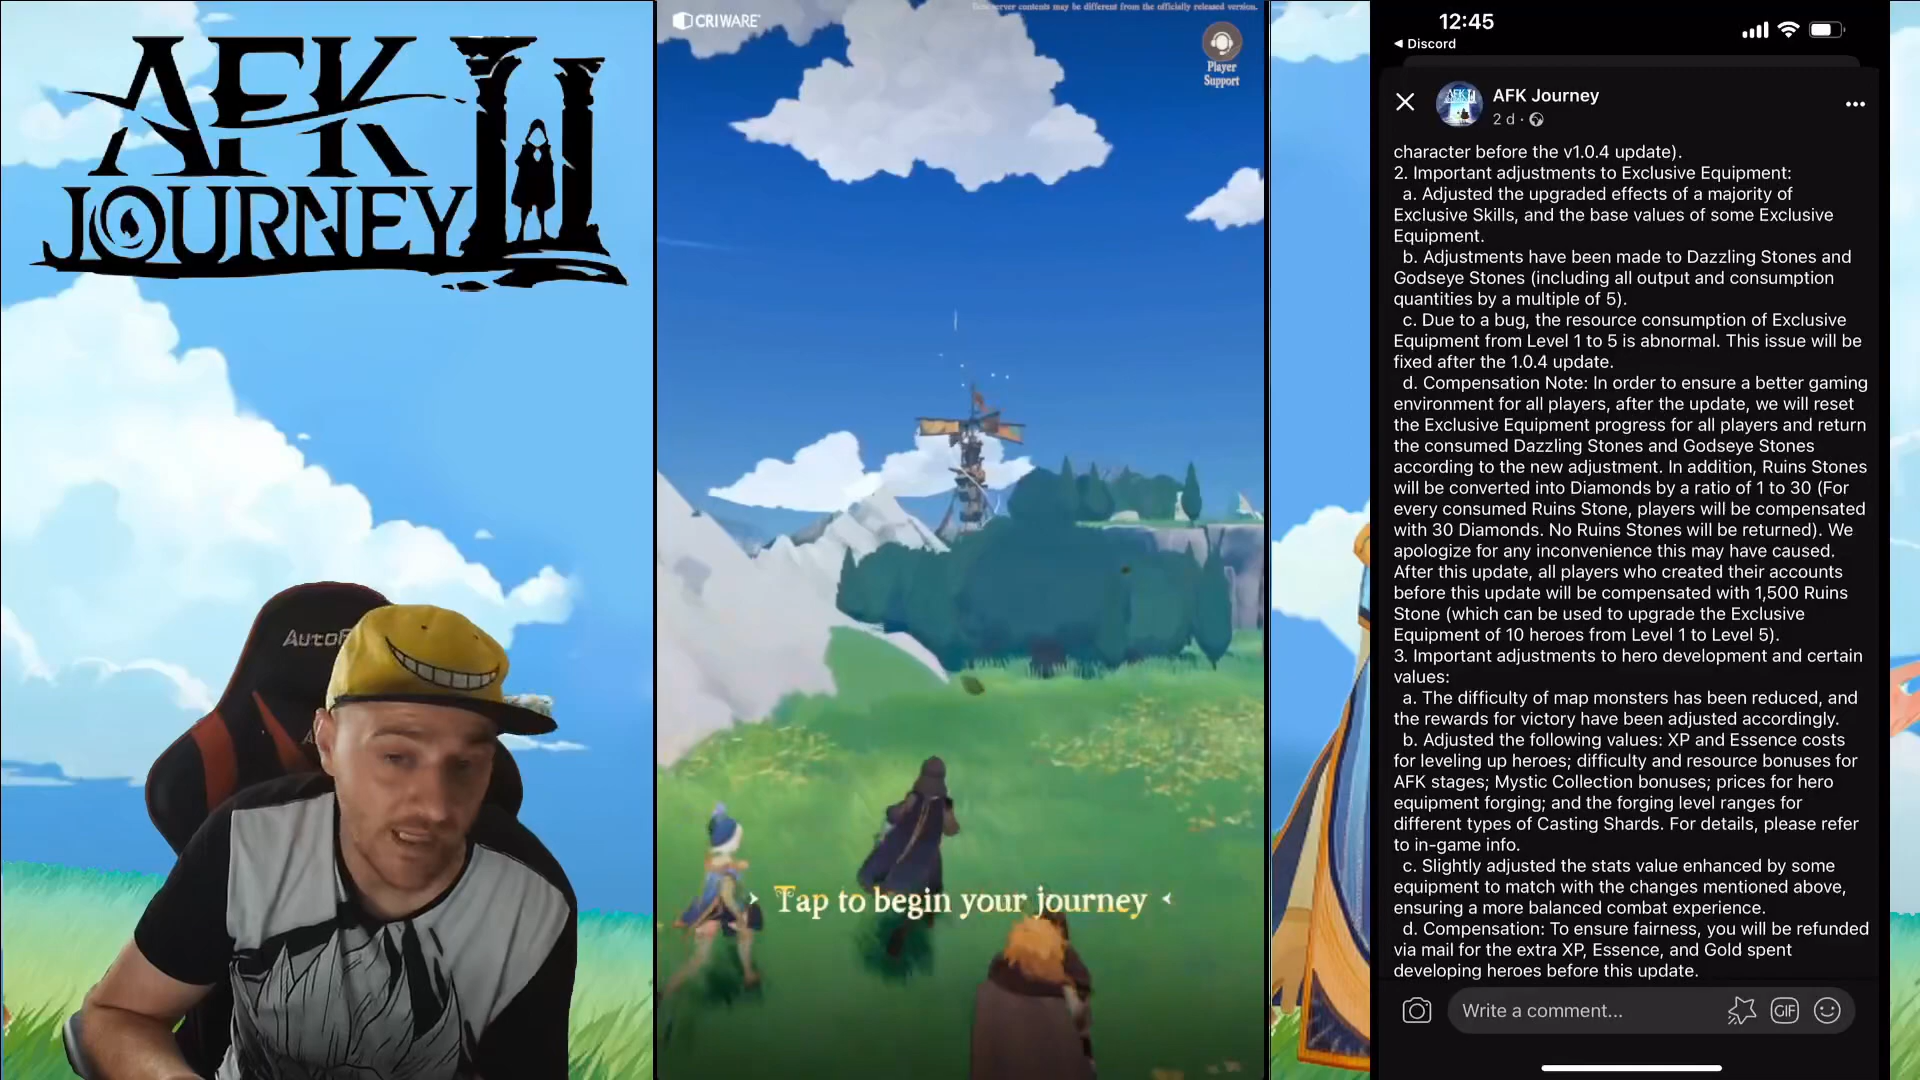 AFK
JOURNEY
CRIWARE
Beta server contents may be different from the officially released version.
Player
Support
Tap to begin your journey
12:45
Discord
AFK Journey
2 d
character before the v1.0.4 update).
2. Important adjustments to Exclusive Equipment:
a. Adjusted the upgraded effects of a majority of
Exclusive Skills, and the base values of some Exclusive
Equipment.
b. Adjustments have been made to Dazzling Stones and
Godseye Stones (including all output and consumption
quantities by a multiple of 5).
c. Due to a bug, the resource consumption of Exclusive
Equipment from Level 1 to 5 is abnormal. This issue will be
fixed after the 1.0.4 update.
d. Compensation Note: In order to ensure a better gaming
environment for all players, after the update, we will reset
the Exclusive Equipment progress for all players and return
the consumed Dazzling Stones and Godseye Stones
according to the new adjustment. In addition, Ruins Stones
will be converted into Diamonds by a ratio of 1 to 30 (For
every consumed Ruins Stone, players will be compensated
with 30 Diamonds. No Ruins Stones will be returned). We
apologize for any inconvenience this may have caused.
After this update, all players who created their accounts
before this update will be compensated with 1,500 Ruins
Stone (which can be used to upgrade the Exclusive
Equipment of 10 heroes from Level 1 to Level 5).
3. Important adjustments to hero development and certain
values:
a. The difficulty of map monsters has been reduced, and
the rewards for victory have been adjusted accordingly.
b. Adjusted the following values: XP and Essence costs
for leveling up heroes; difficulty and resource bonuses for
AFK stages; Mystic Collection bonuses; prices for hero
equipment forging; and the forging level ranges for
different types of Casting Shards. For details, please refer
to in-game info.
c. Slightly adjusted the stats value enhanced by some
equipment to match with the changes mentioned above,
ensuring a more balanced combat experience.
d. Compensation: To ensure fairness, you will be refunded
via mail for the extra XP, Essence, and Gold spent
developing heroes before this update.
Write a comment...
GIF